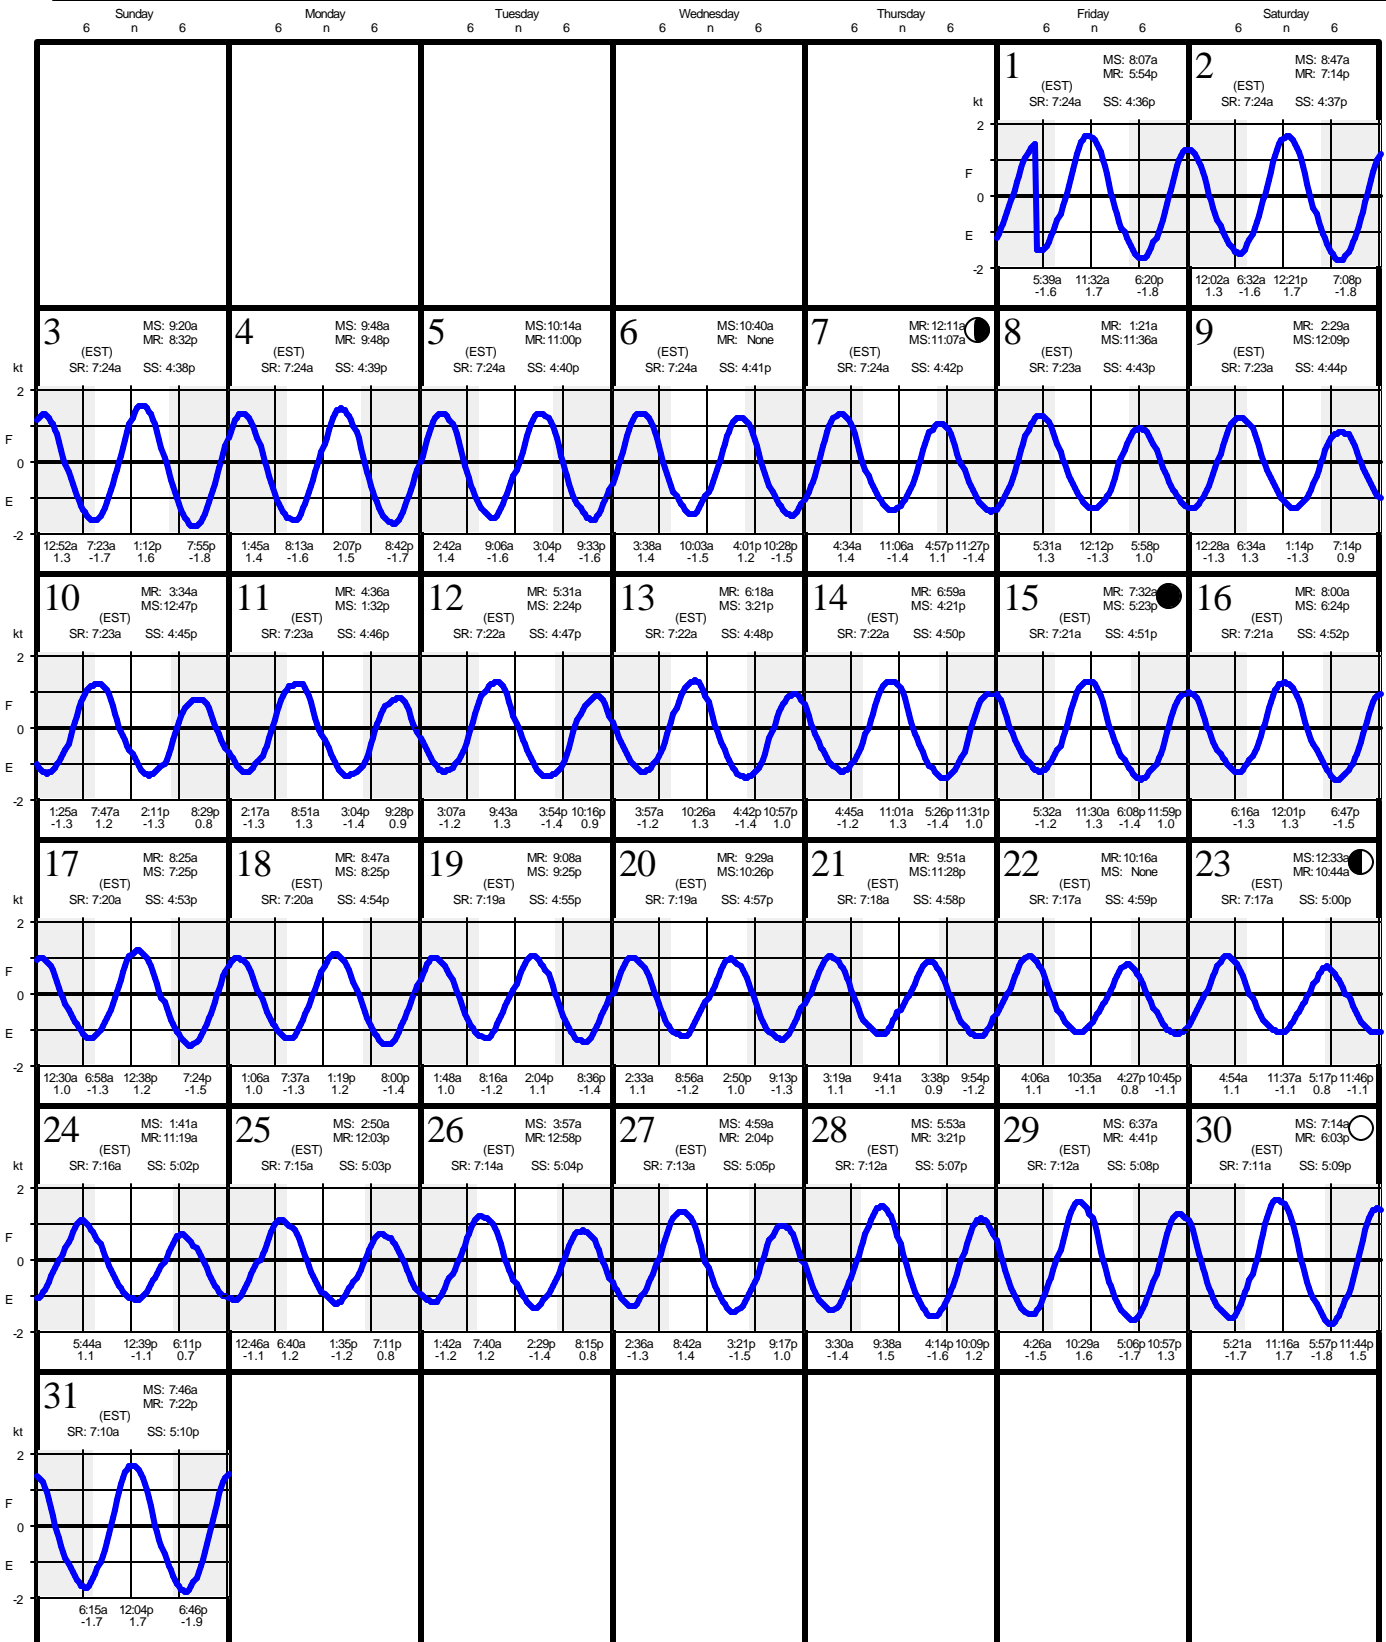 Sunday Monday Tuesday Wednesday Thursday Friday Saturday
6 n 6 6 n 6 6 n 6 6 n 6 6 n 6 6 n 6 6 n 6
1 MS: 8:07a 2 MS: 8:47a
MR: 5:54p MR: 7:14p
(EST) (EST)
kt SR: 7:24a SS: 4:36p SR: 7:24a SS: 4:37p
2
F
0
E
-2
5:39a 11:32a 6:20p 12:02a 6:32a 12:21p 7:08p
-1.6 1.7 -1.8 1.3 -1.6 1.7 -1.8
3 MS: 9:20a 4 MS: 9:48a 5 MS:10:14a 6 MS:10:40a 7 MR:12:11a 8 MR: 1:21a 9 MR: 2:29a
MR: 8:32p MR: 9:48p MR:11:00p MR: None MS:11:07a MS:11:36a MS:12:09p
(EST) (EST) (EST) (EST) (EST) (EST) (EST)
kt SR: 7:24a SS: 4:38p SR: 7:24a SS: 4:39p SR: 7:24a SS: 4:40p SR: 7:24a SS: 4:41p SR: 7:24a SS: 4:42p SR: 7:23a SS: 4:43p SR: 7:23a SS: 4:44p
2
F
0
E
-2
12:52a 7:23a 1:12p 7:55p 1:45a 8:13a 2:07p 8:42p 2:42a 9:06a 3:04p 9:33p 3:38a 10:03a 4:01p 10:28p 4:34a 11:06a 4:57p 11:27p 5:31a 12:12p 5:58p 12:28a 6:34a 1:14p 7:14p
1.3 -1.7 1.6 -1.8 1.4 -1.6 1.5 -1.7 1.4 -1.6 1.4 -1.6 1.4 -1.5 1.2 -1.5 1.4 -1.4 1.1 -1.4 1.3 -1.3 1.0 -1.3 1.3 -1.3 0.9
10 MR: 3:34a 11 MR: 4:36a 12 MR: 5:31a 13 MR: 6:18a 14 MR: 6:59a 15 MR: 7:32a 16 MR: 8:00a
MS:12:47p MS: 1:32p MS: 2:24p MS: 3:21p MS: 4:21p MS: 5:23p MS: 6:24p
(EST) (EST) (EST) (EST) (EST) (EST) (EST)
kt SR: 7:23a SS: 4:45p SR: 7:23a SS: 4:46p SR: 7:22a SS: 4:47p SR: 7:22a SS: 4:48p SR: 7:22a SS: 4:50p SR: 7:21a SS: 4:51p SR: 7:21a SS: 4:52p
2
F
0
E
-2
1:25a 7:47a 2:11p 8:29p 2:17a 8:51a 3:04p 9:28p 3:07a 9:43a 3:54p 10:16p 3:57a 10:26a 4:42p 10:57p 4:45a 11:01a 5:26p 11:31p 5:32a 11:30a 6:08p 11:59p 6:16a 12:01p 6:47p
-1.3 1.2 -1.3 0.8 -1.3 1.3 -1.4 0.9 -1.2 1.3 -1.4 0.9 -1.2 1.3 -1.4 1.0 -1.2 1.3 -1.4 1.0 -1.2 1.3 -1.4 1.0 -1.3 1.3 -1.5
17 MR: 8:25a 18 MR: 8:47a 19 MR: 9:08a 20 MR: 9:29a 21 MR: 9:51a 22 MR:10:16a 23 MS:12:33a
MS: 7:25p MS: 8:25p MS: 9:25p MS:10:26p MS:11:28p MS: None MR:10:44a
(EST) (EST) (EST) (EST) (EST) (EST) (EST)
kt SR: 7:20a SS: 4:53p SR: 7:20a SS: 4:54p SR: 7:19a SS: 4:55p SR: 7:19a SS: 4:57p SR: 7:18a SS: 4:58p SR: 7:17a SS: 4:59p SR: 7:17a SS: 5:00p
2
F
0
E
-2
12:30a 6:58a 12:38p 7:24p 1:06a 7:37a 1:19p 8:00p 1:48a 8:16a 2:04p 8:36p 2:33a 8:56a 2:50p 9:13p 3:19a 9:41a 3:38p 9:54p 4:06a 10:35a 4:27p 10:45p 4:54a 11:37a 5:17p 11:46p
1.0 -1.3 1.2 -1.5 1.0 -1.3 1.2 -1.4 1.0 -1.2 1.1 -1.4 1.1 -1.2 1.0 -1.3 1.1 -1.1 0.9 -1.2 1.1 -1.1 0.8 -1.1 1.1 -1.1 0.8 -1.1
24 MS: 1:41a 25 MS: 2:50a 26 MS: 3:57a 27 MS: 4:59a 28 MS: 5:53a 29 MS: 6:37a 30 MS: 7:14a
MR:11:19a MR:12:03p MR:12:58p MR: 2:04p MR: 3:21p MR: 4:41p MR: 6:03p
(EST) (EST) (EST) (EST) (EST) (EST) (EST)
kt SR: 7:16a SS: 5:02p SR: 7:15a SS: 5:03p SR: 7:14a SS: 5:04p SR: 7:13a SS: 5:05p SR: 7:12a SS: 5:07p SR: 7:12a SS: 5:08p SR: 7:11a SS: 5:09p
2
F
0
E
-2
5:44a 12:39p 6:11p 12:46a 6:40a 1:35p 7:11p 1:42a 7:40a 2:29p 8:15p 2:36a 8:42a 3:21p 9:17p 3:30a 9:38a 4:14p 10:09p 4:26a 10:29a 5:06p 10:57p 5:21a 11:16a 5:57p 11:44p
1.1 -1.1 0.7 -1.1 1.2 -1.2 0.8 -1.2 1.2 -1.4 0.8 -1.3 1.4 -1.5 1.0 -1.4 1.5 -1.6 1.2 -1.5 1.6 -1.7 1.3 -1.7 1.7 -1.8 1.5
31 MS: 7:46a
MR: 7:22p
(EST)
kt SR: 7:10a SS: 5:10p
2
F
0
E
-2
6:15a 12:04p 6:46p
-1.7 1.7 -1.9